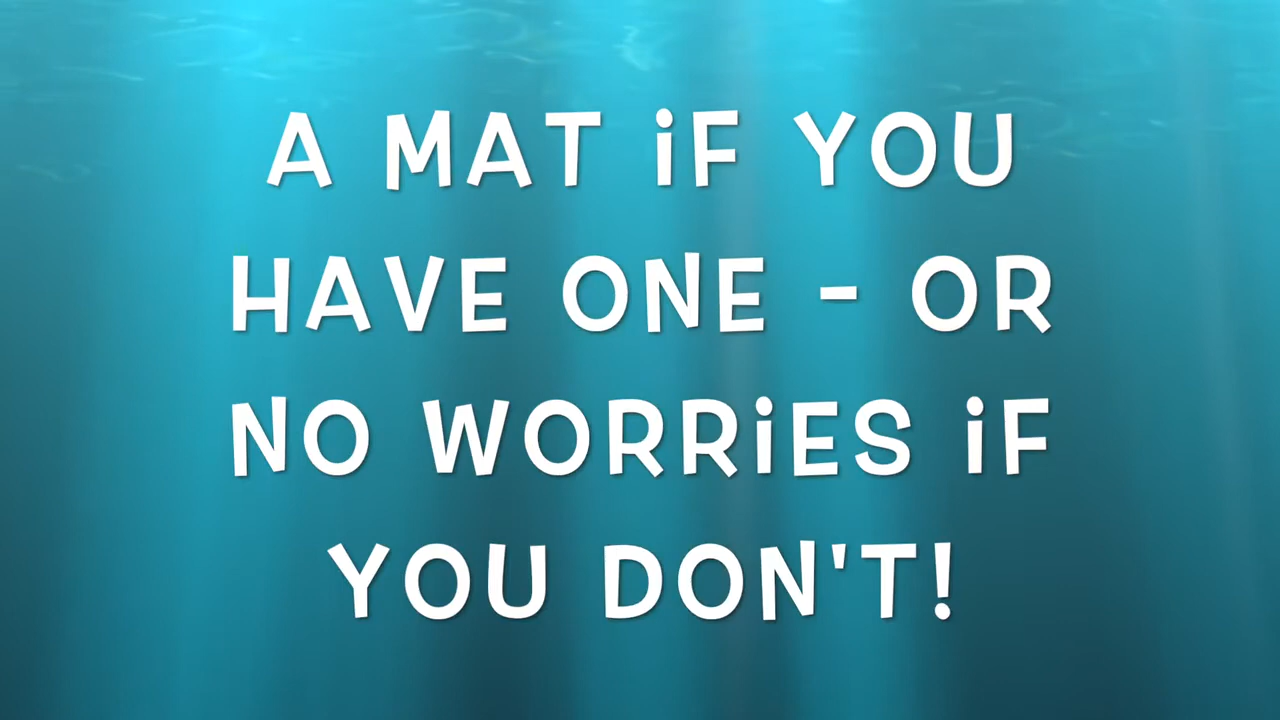 A MAT iF YOU
HAVE ONE - OR
NO WORRiES iF
YOU DON'T!